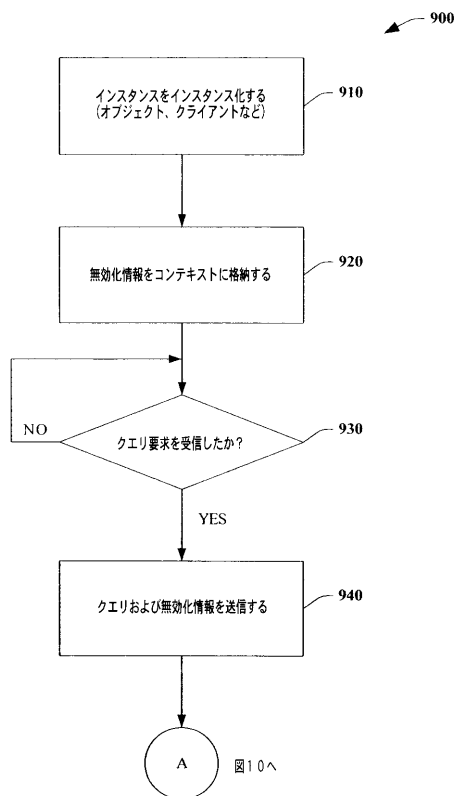 900
インスタンスをインスタンス化する
(オブジェクト、クライアントなど)
910
無効化情報をコンテキストに格納する
920
クエリ要求を受信したか?
930
NO
YES
クエリおよび無効化情報を送信する
940
A
図10へ